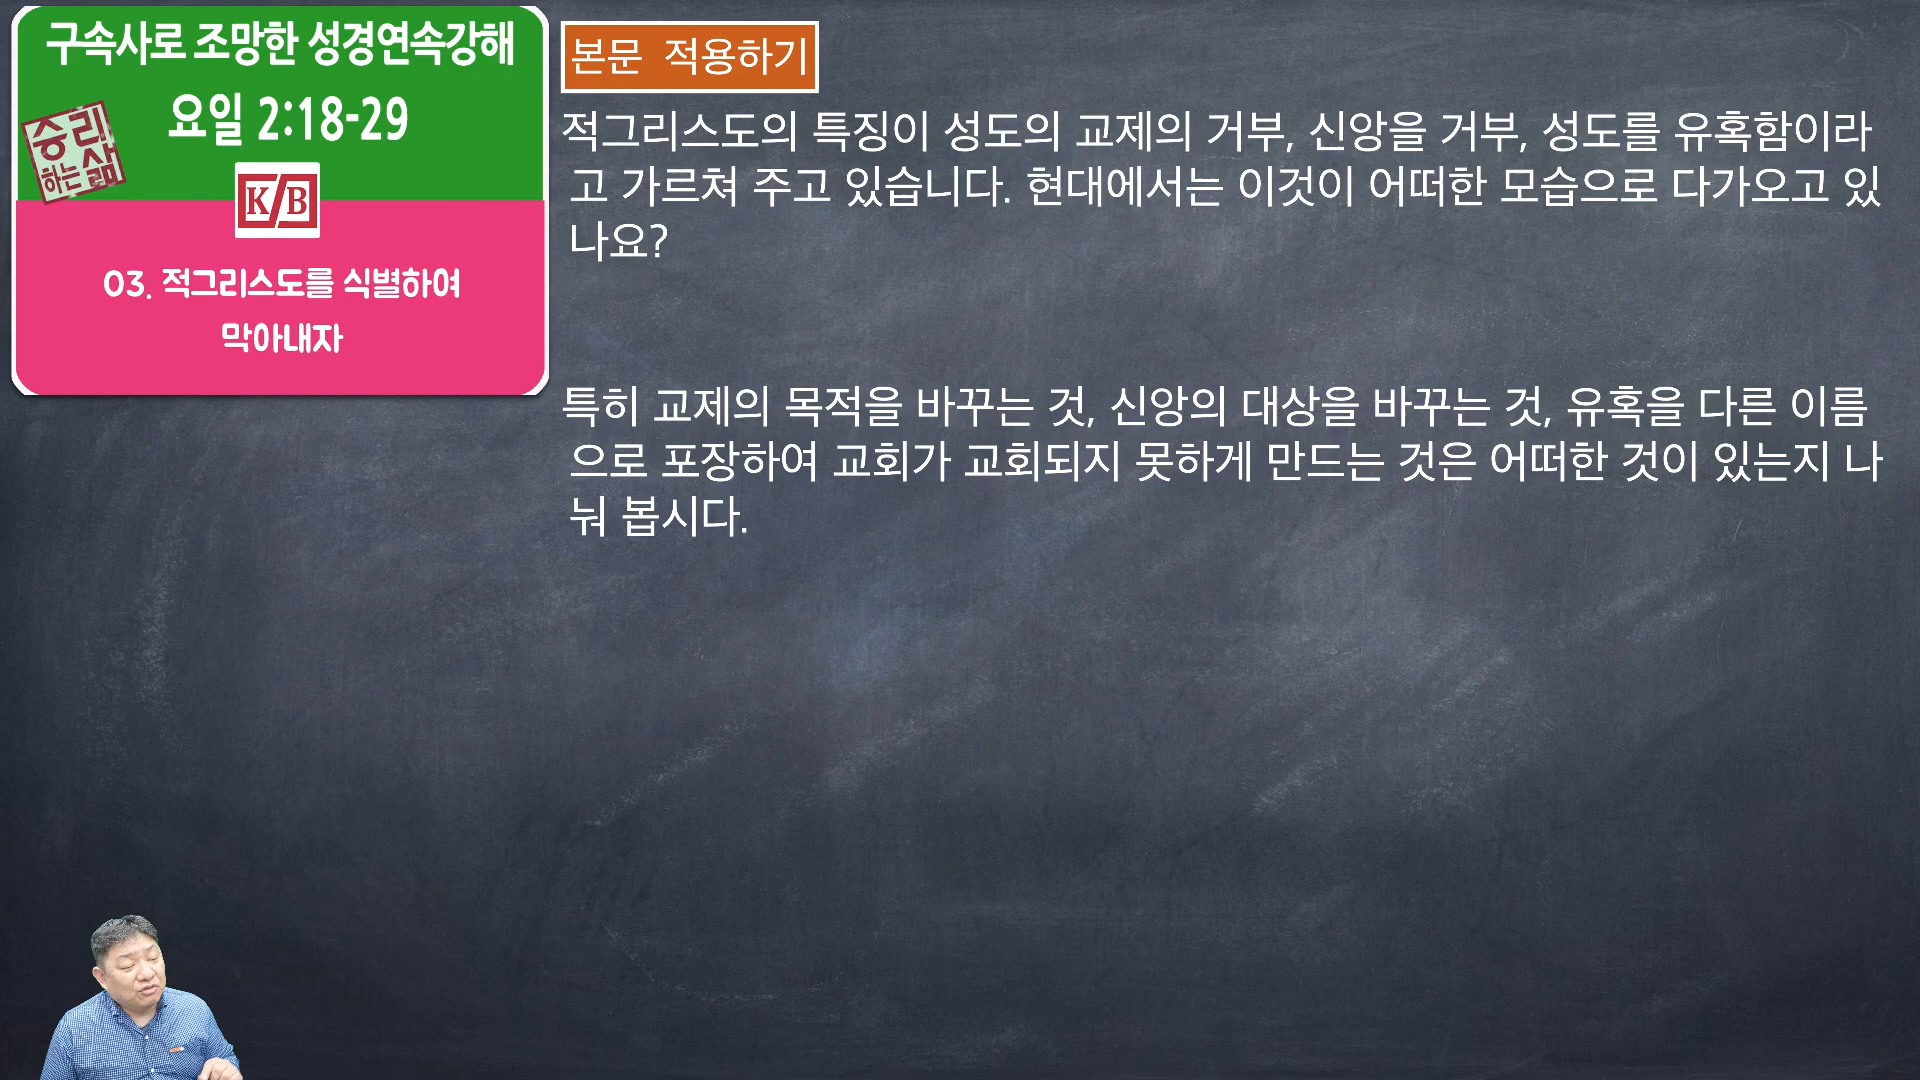 구속사로 조망한 성경연속강해
요일 2:18-29
승리
하는 삶
K/B
03. 적그리스도를 식별하여
막아내자
본문 적용하기
적그리스도의 특징이 성도의 교제의 거부, 신앙을 거부, 성도를 유혹함이라
고 가르쳐 주고 있습니다. 현대에서는 이것이 어떠한 모습으로 다가오고 있
나요?
특히 교제의 목적을 바꾸는 것, 신앙의 대상을 바꾸는 것, 유혹을 다른 이름
으로 포장하여 교회가 교회되지 못하게 만드는 것은 어떠한 것이 있는지 나
눠 봅시다.